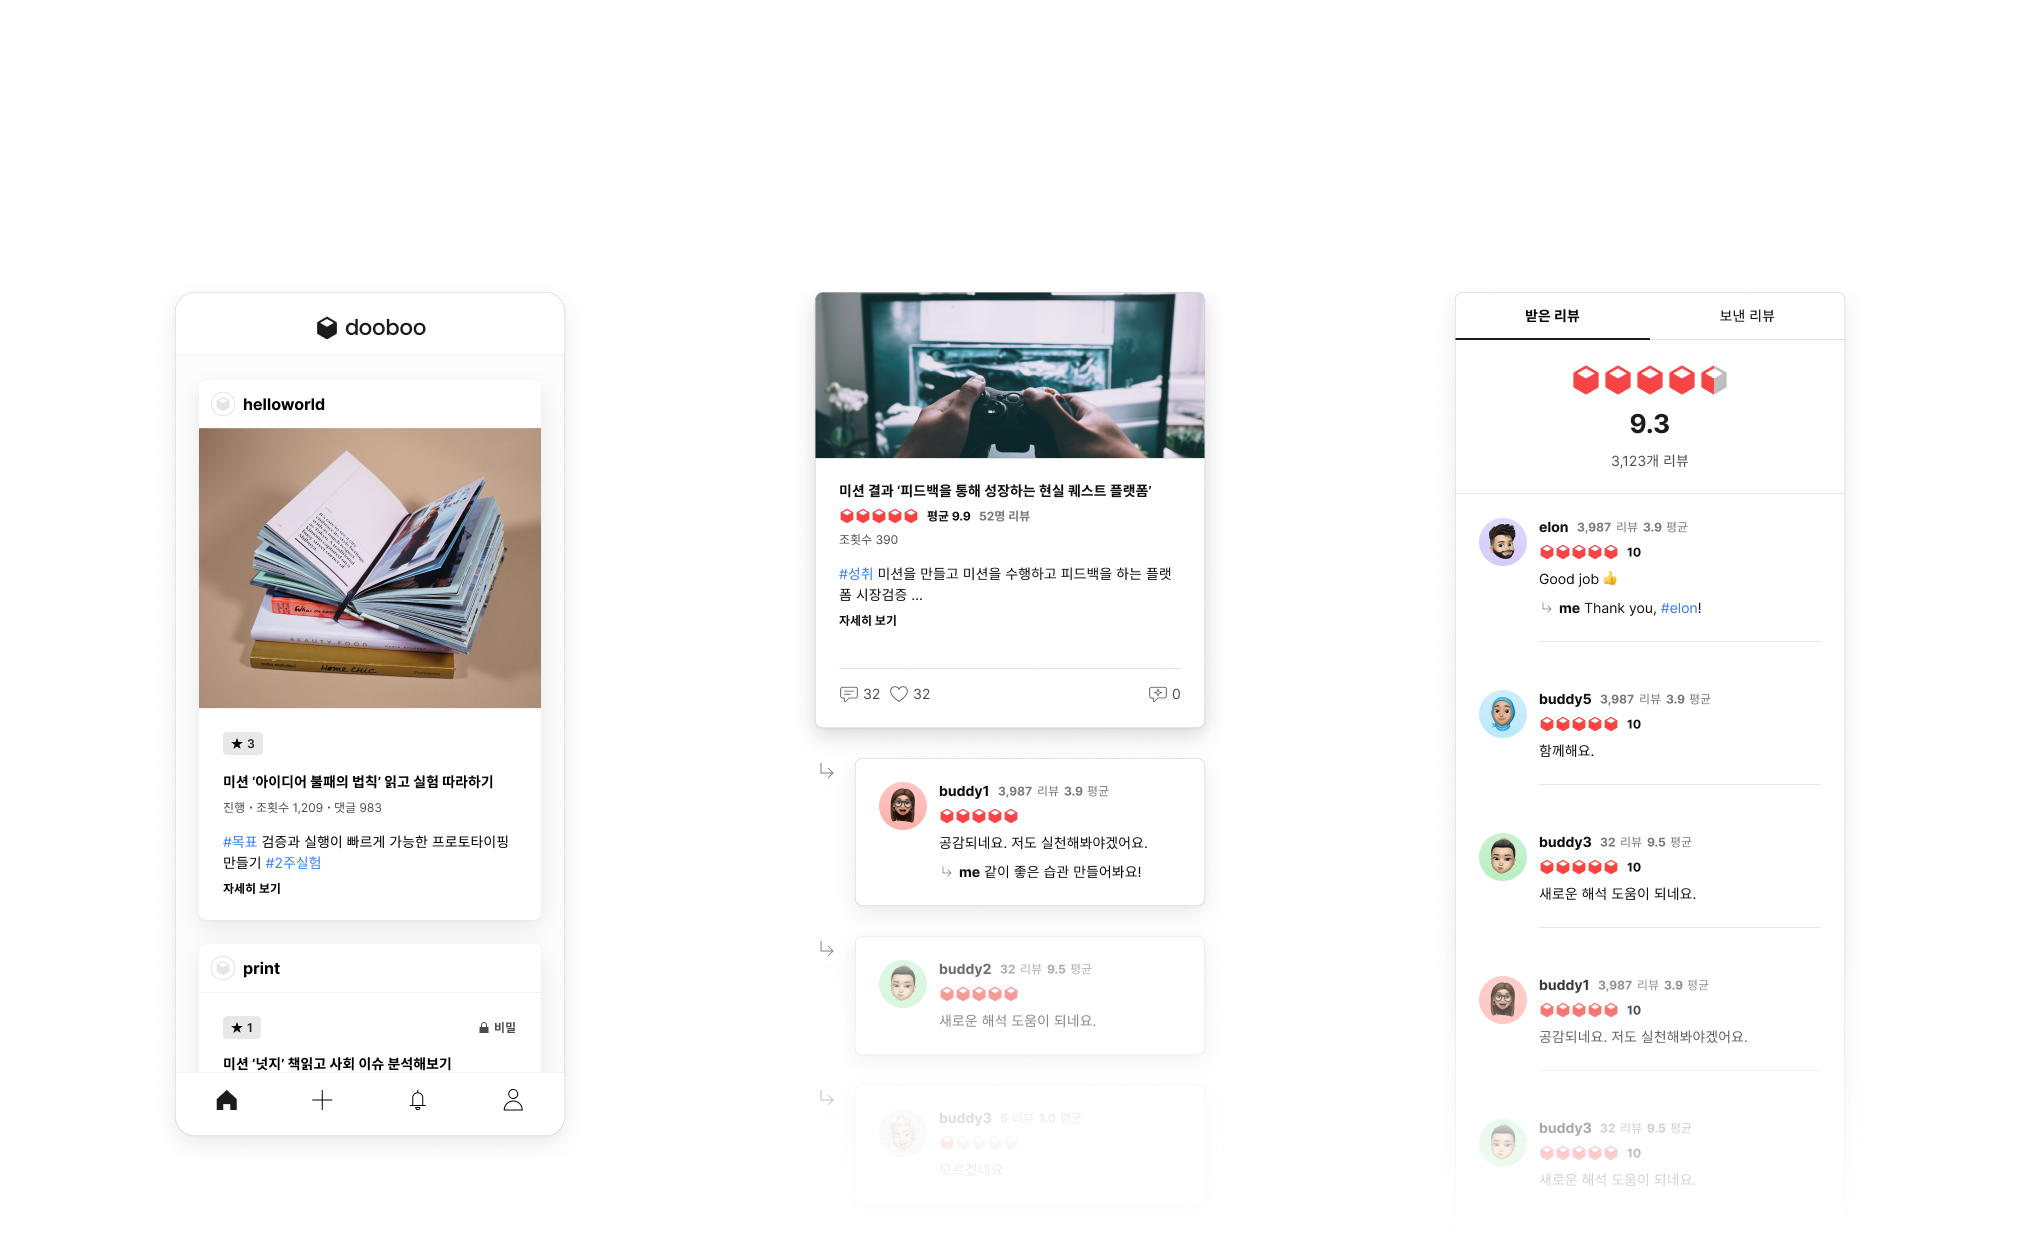 dooboo
helloworld
BEAUTY FOOD
HOME CHIC
★ 3
미션 ‘아이디어 불패의 법칙’ 읽고 실험 따라하기
진행 · 조횟수 1,209 · 댓글 983
#목표 검증과 실행이 빠르게 가능한 프로토타이핑
만들기 #2주실험
자세히 보기
print
★ 1
비밀
미션 ‘넛지’ 책읽고 사회 이슈 분석해보기
미션 결과 ‘피드백을 통해 성장하는 현실 퀘스트 플랫폼’
평균 9.9 52명 리뷰
조횟수 390
#성취 미션을 만들고 미션을 수행하고 피드백을 하는 플랫
폼 시장검증 ...
자세히 보기
32 32 0
buddy1 3,987 리뷰 3.9 평균
공감되네요. 저도 실천해봐야겠어요.
me 같이 좋은 습관 만들어봐요!
buddy2 32 리뷰 9.5 평균
새로운 해석 도움이 되네요.
buddy3 5 리뷰 1.0 평균
모르겠네요
받은 리뷰
보낸 리뷰
9.3
3,123개 리뷰
elon 3,987 리뷰 3.9 평균
10
Good job 👍
me Thank you, #elon!
buddy5 3,987 리뷰 3.9 평균
10
함께해요.
buddy3 32 리뷰 9.5 평균
10
새로운 해석 도움이 되네요.
buddy1 3,987 리뷰 3.9 평균
10
공감되네요. 저도 실천해봐야겠어요.
buddy3 32 리뷰 9.5 평균
10
새로운 해석 도움이 되네요.